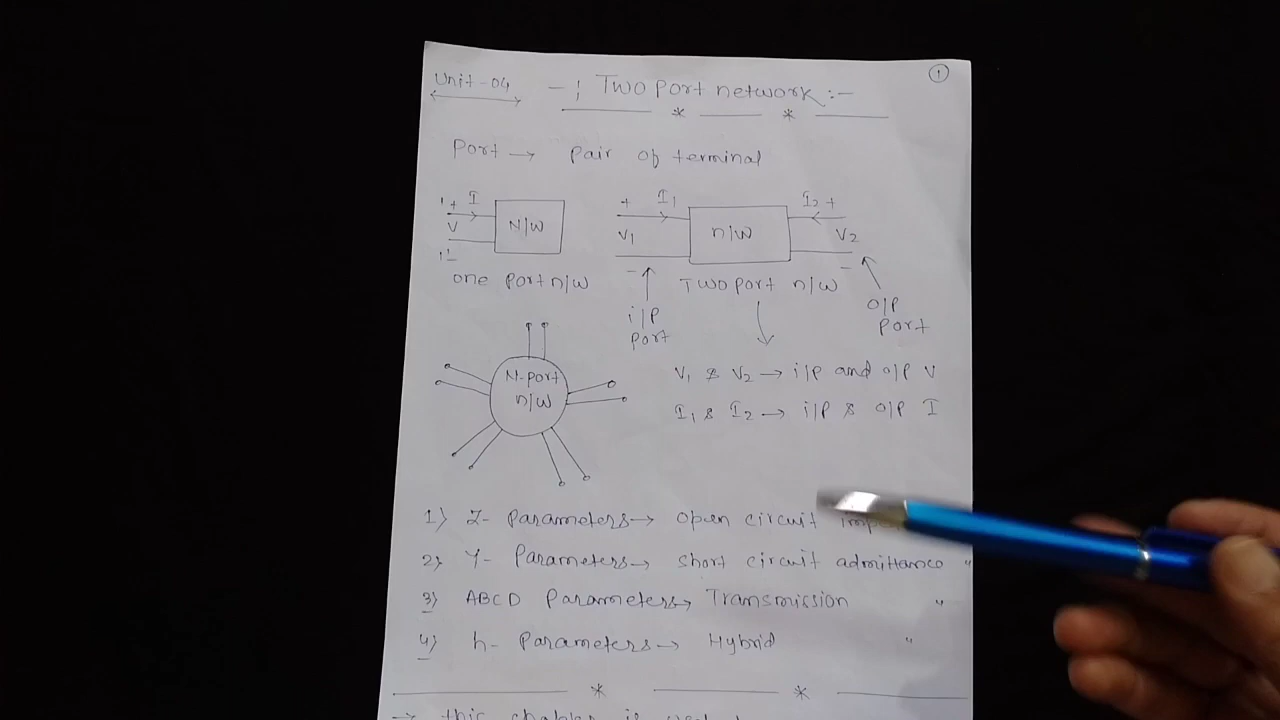 1
Unit-04 -: Two port network :-
Port → pair of terminal
1 + I N/W
V
1' -
one port n/w
+ I1 n/w I2 +
V1 V2
- -
Two port n/w
i/p port
o/p port
N-port n/w
V1 & V2 → i/p and o/p V
I1 & I2 → i/p & o/p I
1) Z- Parameters → open circuit
2) Y- Parameters → short circuit admittance "
3) ABCD Parameters → Transmission "
4) h- Parameters → Hybrid "
→ this